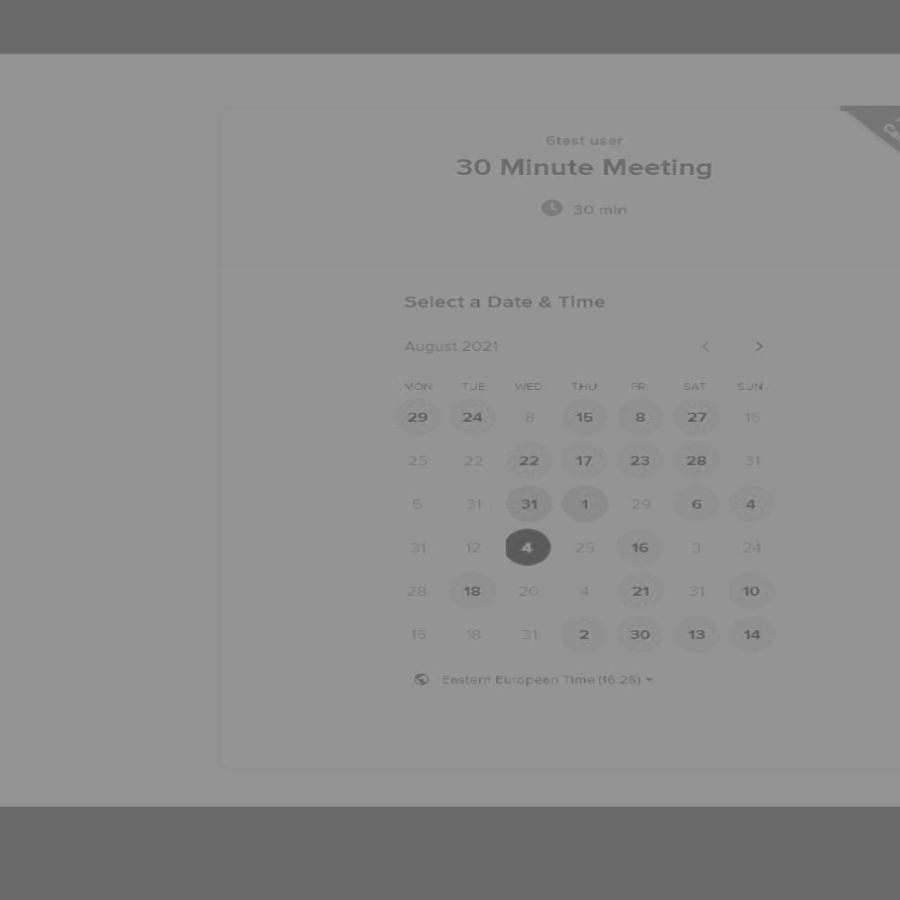 6test user
30 Minute Meeting
30 min
Select a Date & Time
August 2021
MON TUE WED THU FRI SAT SUN
29 24 8 15 8 27 15
25 22 22 17 23 28 31
5 31 31 1 29 6 4
31 12 4 25 16 3 24
28 18 20 4 21 31 10
15 18 31 2 30 13 14
Eastern European Time (16:28)